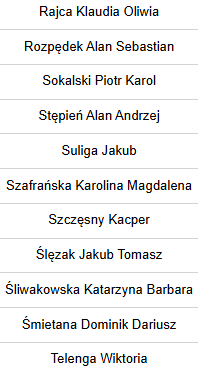 Rajca Klaudia Oliwia
Rozpędek Alan Sebastian
Sokalski Piotr Karol
Stępień Alan Andrzej
Suliga Jakub
Szafrańska Karolina Magdalena
Szczęsny Kacper
Ślęzak Jakub Tomasz
Śliwakowska Katarzyna Barbara
Śmietana Dominik Dariusz
Telenga Wiktoria